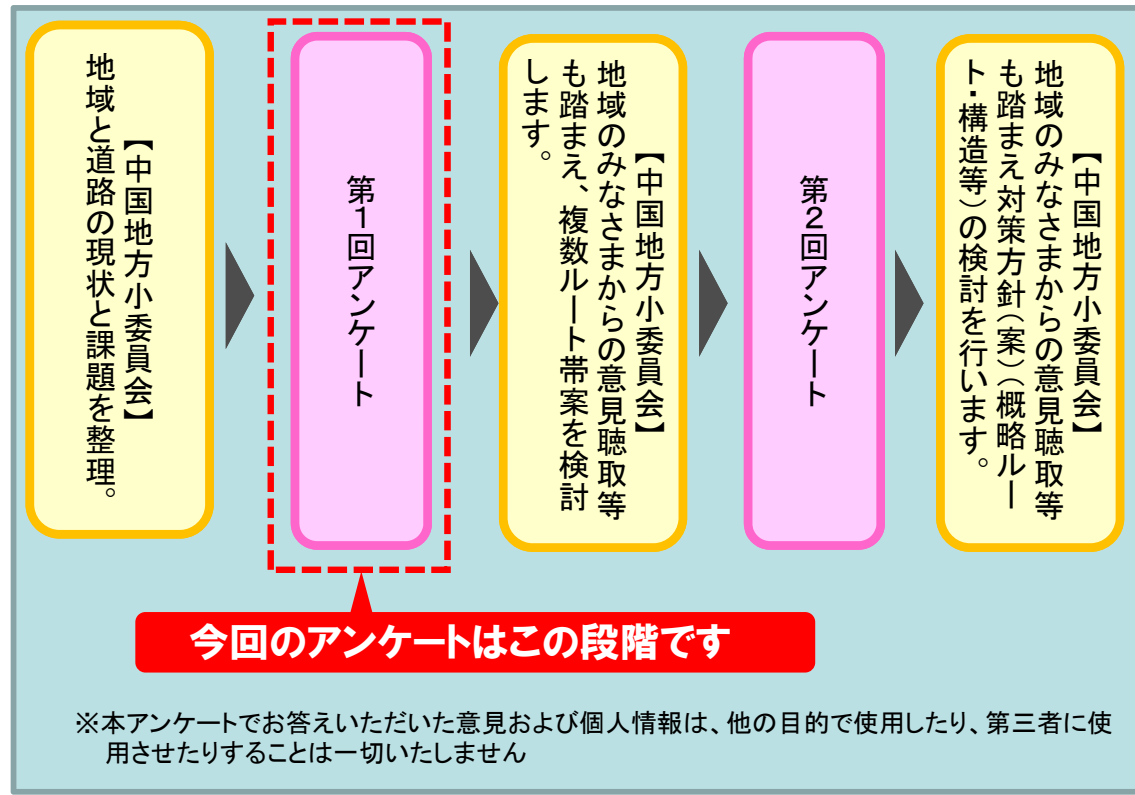 【中国地方小委員会】
地域と道路の現状と課題を整理。
第1回アンケート
【中国地方小委員会】
地域のみなさまからの意見聴取等
も踏まえ、複数ルート帯案を検討
します。
第2回アンケート
【中国地方小委員会】
地域のみなさまからの意見聴取等
も踏まえ対策方針(案)(概略ルー
ト・構造等)の検討を行います。
今回のアンケートはこの段階です
※本アンケートでお答えいただいた意見および個人情報は、他の目的で使用したり、第三者に使
用させたりすることは一切いたしません